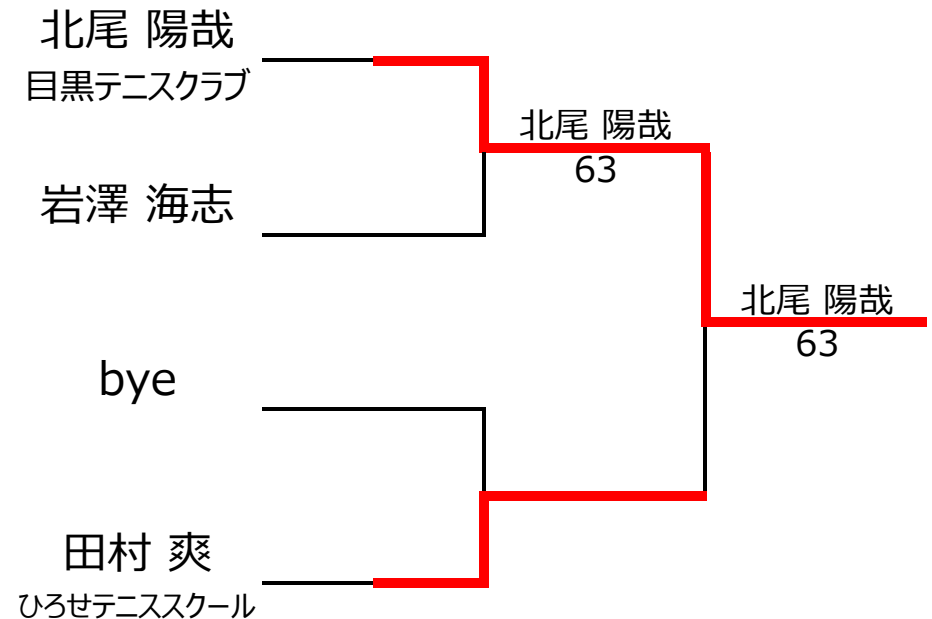 北尾 陽哉
目黒テニスクラブ
北尾 陽哉
63
岩澤 海志
北尾 陽哉
63
bye
田村 爽
ひろせテニススクール